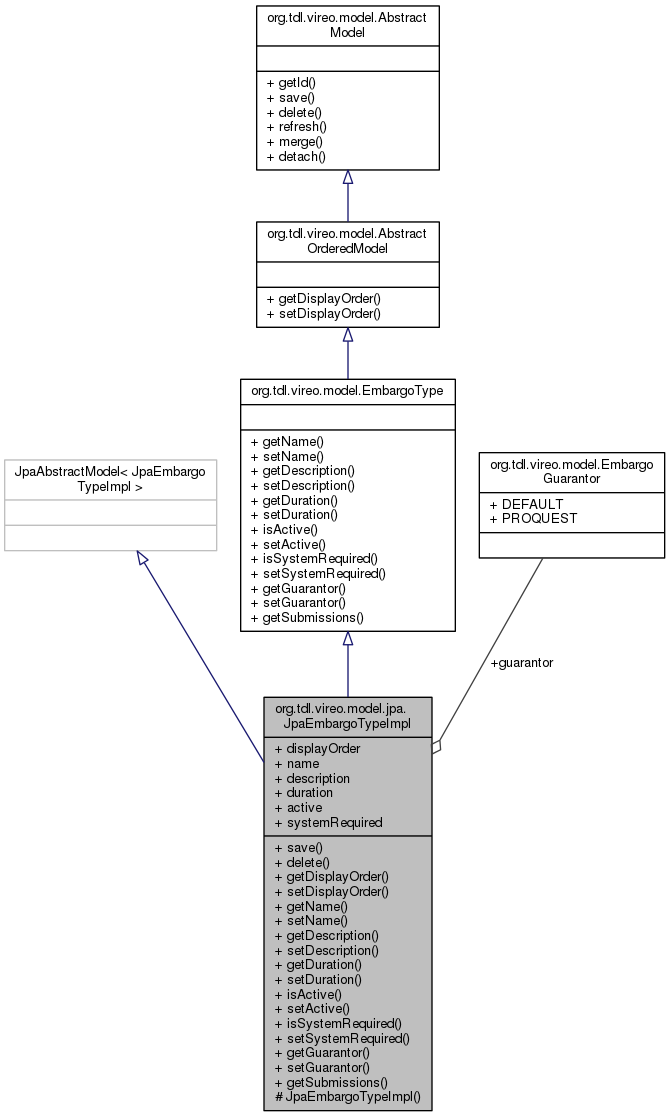 org.tdl.vireo.model.Abstract
Model
+ getId()
+ save()
+ delete()
+ refresh()
+ merge()
+ detach()
org.tdl.vireo.model.Abstract
OrderedModel
+ getDisplayOrder()
+ setDisplayOrder()
org.tdl.vireo.model.EmbargoType
+ getName()
+ setName()
+ getDescription()
+ setDescription()
+ getDuration()
+ setDuration()
+ isActive()
+ setActive()
+ isSystemRequired()
+ setSystemRequired()
+ getGuarantor()
+ setGuarantor()
+ getSubmissions()
JpaAbstractModel< JpaEmbargo
TypeImpl >
org.tdl.vireo.model.Embargo
Guarantor
+ DEFAULT
+ PROQUEST
+guarantor
org.tdl.vireo.model.jpa.
JpaEmbargoTypeImpl
+ displayOrder
+ name
+ description
+ duration
+ active
+ systemRequired
+ save()
+ delete()
+ getDisplayOrder()
+ setDisplayOrder()
+ getName()
+ setName()
+ getDescription()
+ setDescription()
+ getDuration()
+ setDuration()
+ isActive()
+ setActive()
+ isSystemRequired()
+ setSystemRequired()
+ getGuarantor()
+ setGuarantor()
+ getSubmissions()
# JpaEmbargoTypeImpl()